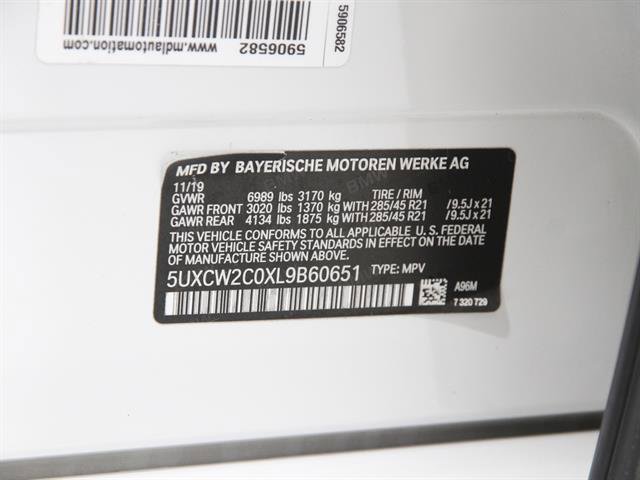 5906582
www.mdlautomation.com
5906582
MFD BY BAYERISCHE MOTOREN WERKE AG
11/19
GVWR 6989 lbs 3170 kg TIRE / RIM
GAWR FRONT 3020 lbs 1370 kg WITH 285/45 R21 /9.5J x 21
GAWR REAR 4134 lbs 1875 kg WITH 285/45 R21 /9.5J x 21
THIS VEHICLE CONFORMS TO ALL APPLICABLE U. S. FEDERAL
MOTOR VEHICLE SAFETY STANDARDS IN EFFECT ON THE DATE
OF MANUFACTURE SHOWN ABOVE.
5UXCW2C0XL9B60651 TYPE: MPV
A96M
7 320 729